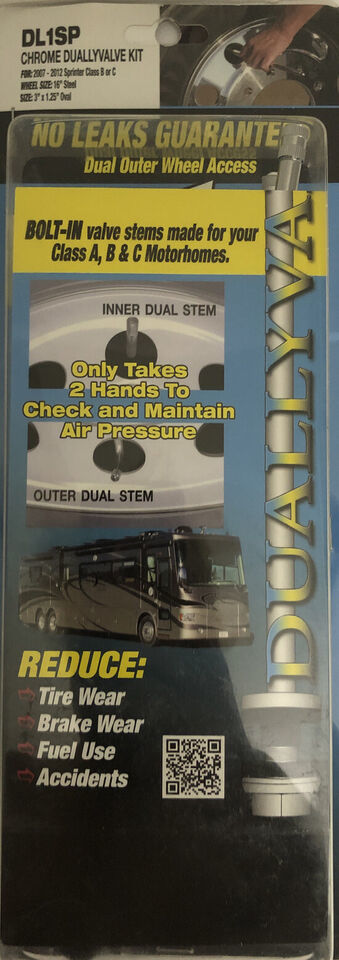 DL1SP
CHROME DUALLYVALVE KIT
FOR: 2007 - 2012 Sprinter Class B or C
WHEEL SIZE: 16" Steel
SIZE: 3" x 1.25" Oval
NO LEAKS GUARANTE
Dual Outer Wheel Access
BOLT-IN valve stems made for your
Class A, B & C Motorhomes.
INNER DUAL STEM
Only Takes
2 Hands To
Check and Maintain
Air Pressure
OUTER DUAL STEM
DUALLYVA
REDUCE:
Tire Wear
Brake Wear
Fuel Use
Accidents